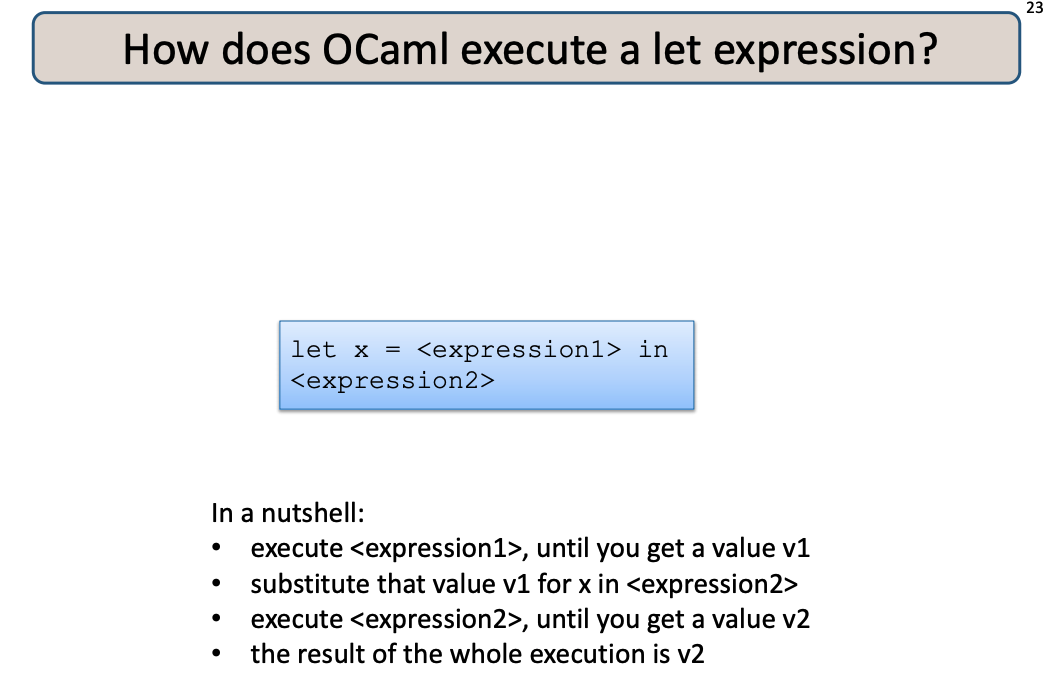 23
How does OCaml execute a let expression?
let x = <expression1> in
<expression2>
In a nutshell:
• execute <expression1>, until you get a value v1
• substitute that value v1 for x in <expression2>
• execute <expression2>, until you get a value v2
• the result of the whole execution is v2